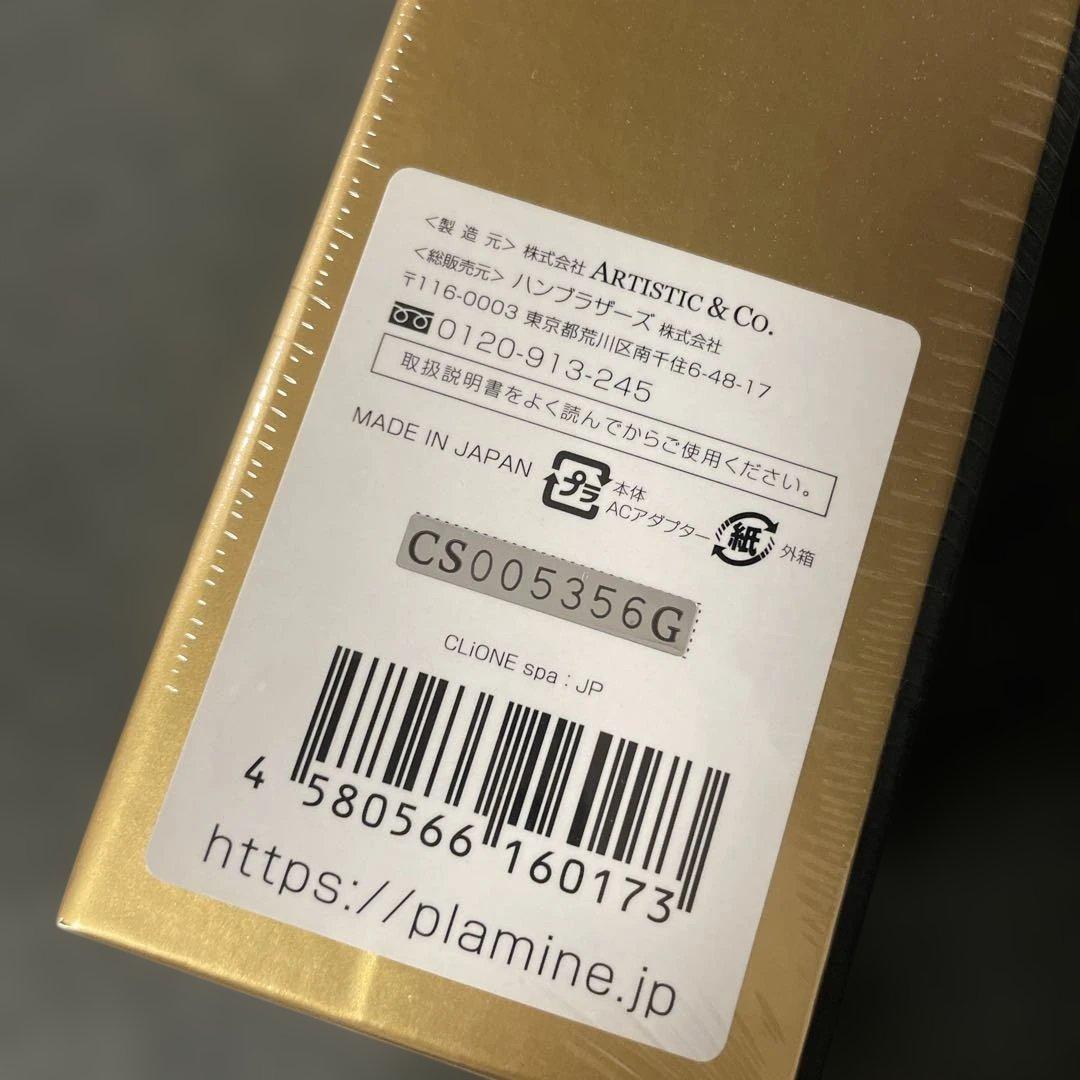 <製造元> 株式会社 ARTISTIC & CO.
<総販売元> ハンブラザーズ 株式会社
〒116-0003 東京都荒川区南千住6-48-17
0120-913-245
取扱説明書をよく読んでからご使用ください。
MADE IN JAPAN
プラ
本体
ACアダプター
紙
外箱
CS005356G
CLiONE spa : JP
4 580566 160173
https://plamine.jp